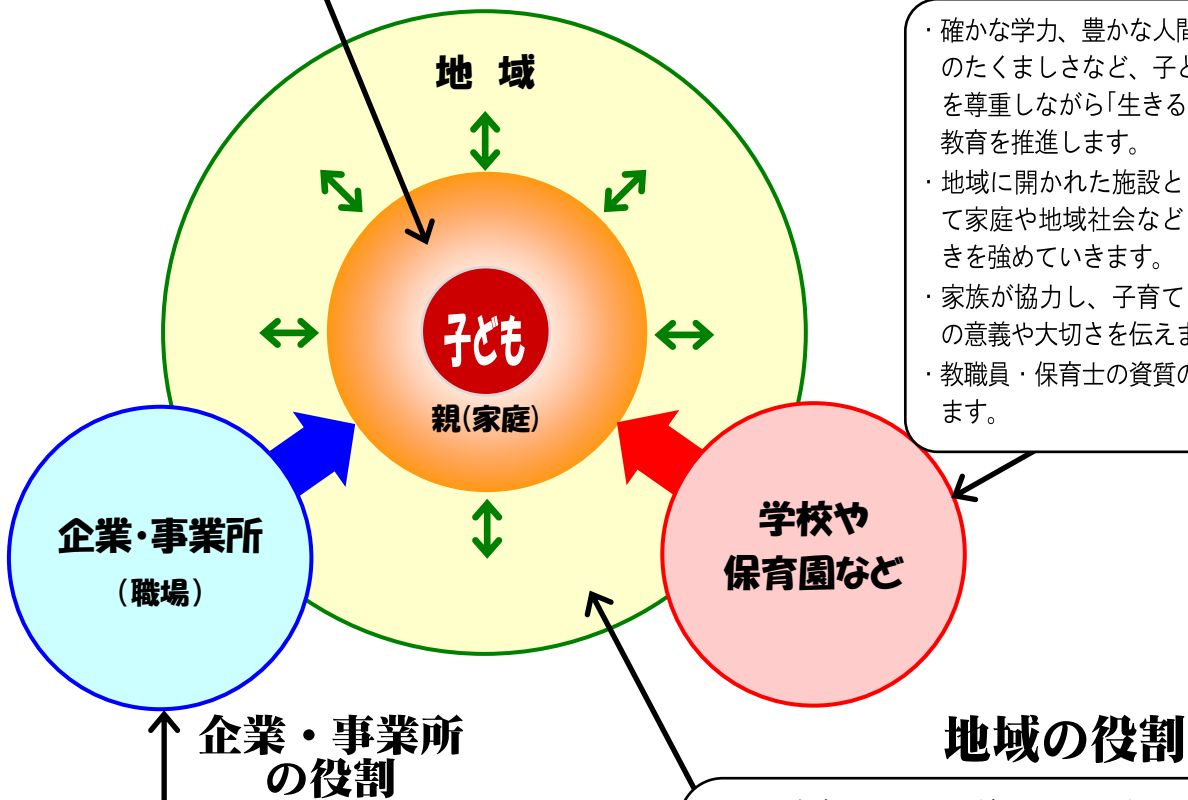 地域
子ども
親(家庭)
企業・事業所
(職場)
学校や
保育園など
・確かな学力、豊かな人間
のたくましさなど、子ど
を尊重しながら「生きる
教育を推進します。
・地域に開かれた施設と
て家庭や地域社会など
きを強めていきます。
・家族が協力し、子育て
の意義や大切さを伝えま
・教職員・保育士の資質の
ます。
企業・事業所
の役割
地域の役割